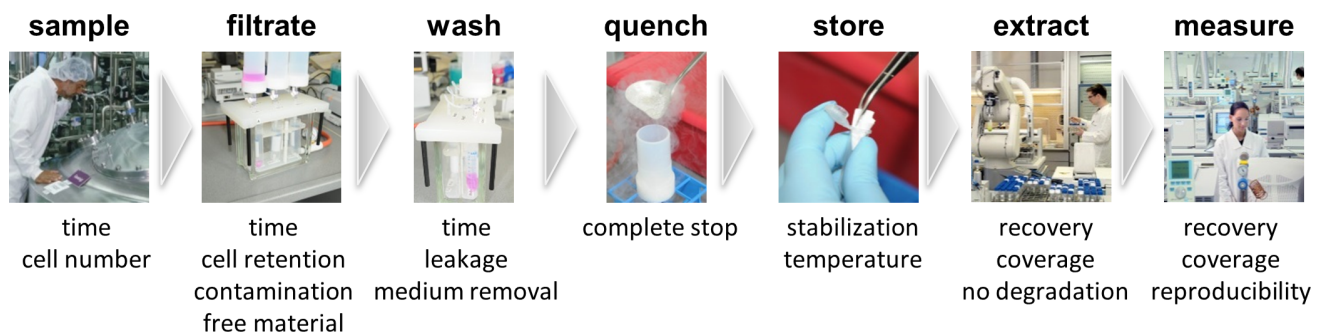 sample
time
cell number
filtrate
time
cell retention
contamination
free material
wash
time
leakage
medium removal
quench
complete stop
store
stabilization
temperature
extract
recovery
coverage
no degradation
measure
recovery
coverage
reproducibility